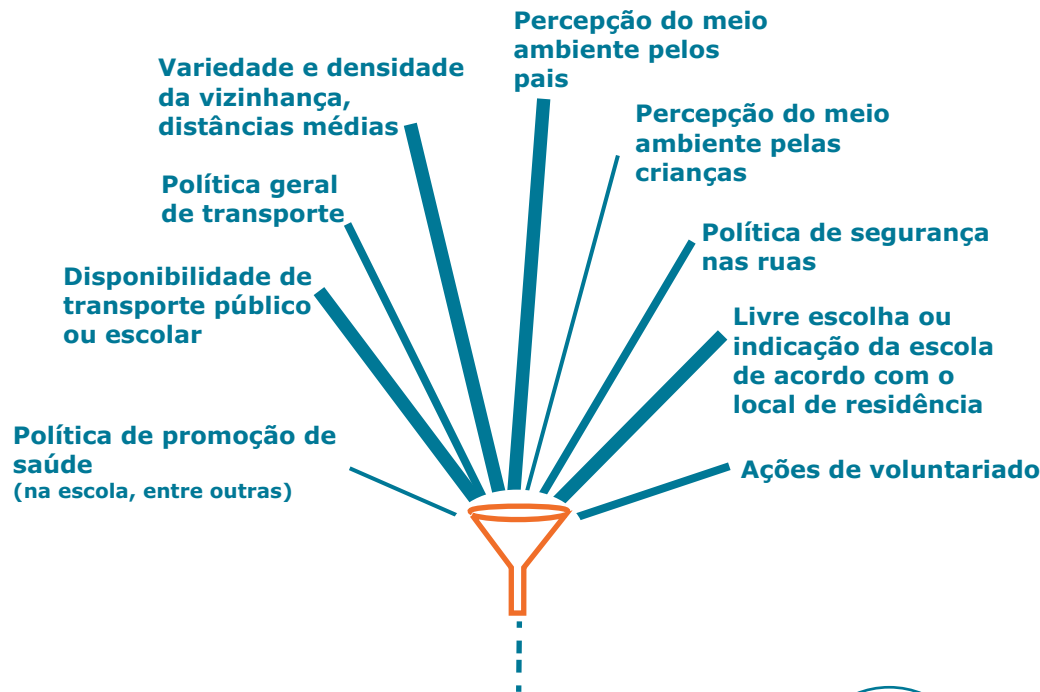 Percepção do meio
ambiente pelos
pais
Variedade e densidade
da vizinhança,
distâncias médias
Percepção do meio
ambiente pelas
crianças
Política geral
de transporte
Política de segurança
nas ruas
Disponibilidade de
transporte público
ou escolar
Livre escolha ou
indicação da escola
de acordo com o
local de residência
Política de promoção de
saúde
(na escola, entre outras)
Ações de voluntariado